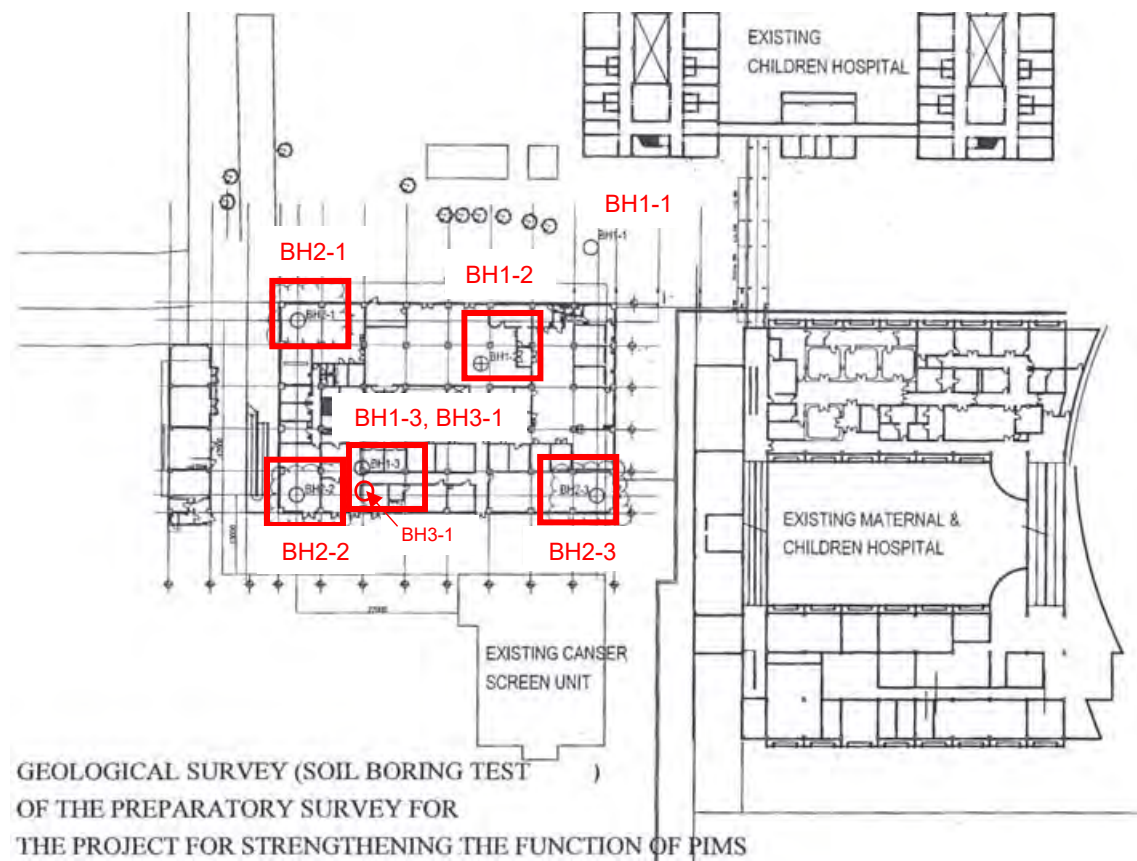 EXISTING
CHILDREN HOSPITAL
BH1-1
BH1-1
BH2-1
BH1-2
BH2-1
BH1-2
BH1-3, BH3-1
BH1-3
BH2-2
BH2-3
BH3-1
BH2-2
BH2-3
EXISTING MATERNAL &
CHILDREN HOSPITAL
27000
EXISTING CANSER
SCREEN UNIT
GEOLOGICAL SURVEY (SOIL BORING TEST )
OF THE PREPARATORY SURVEY FOR
THE PROJECT FOR STRENGTHENING THE FUNCTION OF PIMS